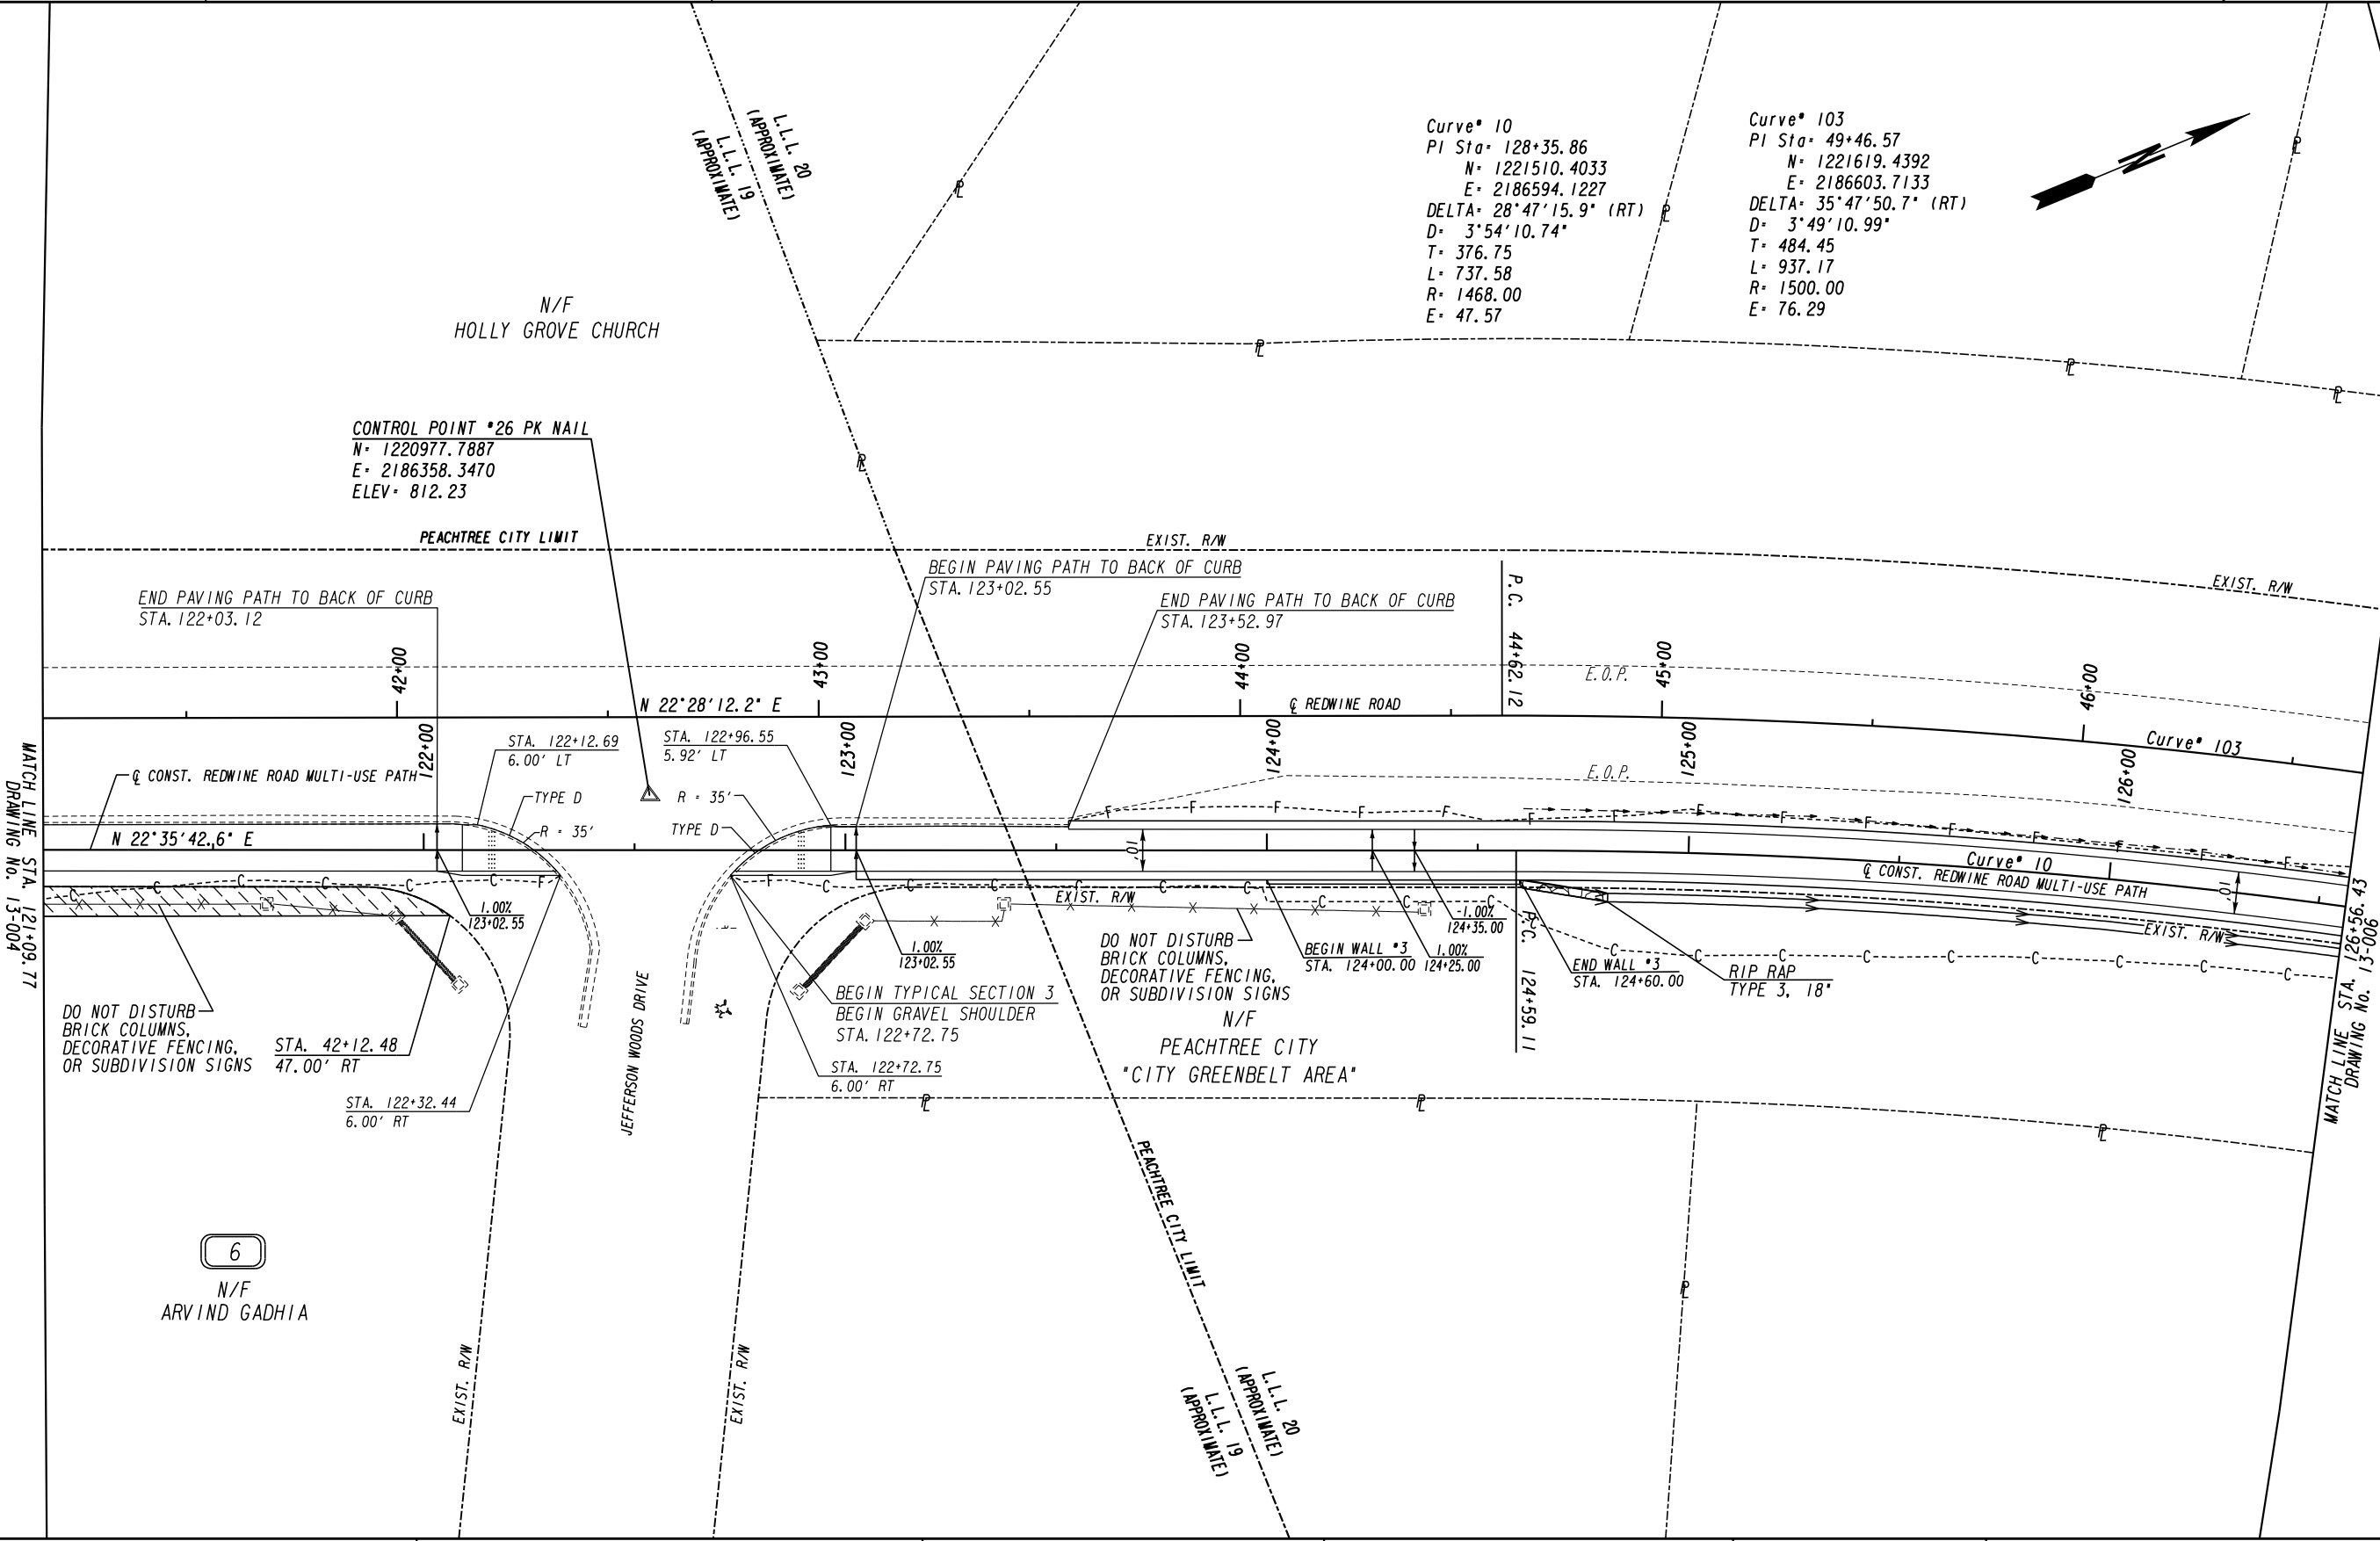 L.L.L. 20
(APPROXIMATE)
L.L.L. 19
(APPROXIMATE)
Curve# 10
PI Sta= 128+35.86
N= 1221510.4033
E= 2186594.1227
DELTA= 28°47'15.9" (RT)
D= 3°54'10.74"
T= 376.75
L= 737.58
R= 1468.00
E= 47.57
Curve# 103
PI Sta= 49+46.57
N= 1221619.4392
E= 2186603.7133
DELTA= 35°47'50.7" (RT)
D= 3°49'10.99"
T= 484.45
L= 937.17
R= 1500.00
E= 76.29
N
N/F
HOLLY GROVE CHURCH
CONTROL POINT #26 PK NAIL
N= 1220977.7887
E= 2186358.3470
ELEV= 812.23
PEACHTREE CITY LIMIT
EXIST. R/W
EXIST. R/W
END PAVING PATH TO BACK OF CURB
STA. 122+03.12
BEGIN PAVING PATH TO BACK OF CURB
STA. 123+02.55
END PAVING PATH TO BACK OF CURB
STA. 123+52.97
P.C. 44+62.12
42+00
43+00
44+00
45+00
46+00
E.O.P.
N 22°28'12.2" E
℄ REDWINE ROAD
Curve# 103
122+00
123+00
124+00
125+00
126+00
STA. 122+12.69
6.00' LT
STA. 122+96.55
5.92' LT
℄ CONST. REDWINE ROAD MULTI-USE PATH
TYPE D
R = 35'
R = 35'
TYPE D
E.O.P.
N 22°35'42.6" E
10'
Curve# 10
℄ CONST. REDWINE ROAD MULTI-USE PATH
10'
EXIST. R/W
EXIST. R/W
1.00%
123+02.55
1.00%
123+02.55
-1.00%
124+35.00
1.00%
124+25.00
BEGIN WALL #3
STA. 124+00.00
END WALL #3
STA. 124+60.00
P.C. 124+59.11
RIP RAP
TYPE 3, 18"
DO NOT DISTURB
BRICK COLUMNS,
DECORATIVE FENCING,
OR SUBDIVISION SIGNS
DO NOT DISTURB
BRICK COLUMNS,
DECORATIVE FENCING,
OR SUBDIVISION SIGNS
STA. 42+12.48
47.00' RT
STA. 122+32.44
6.00' RT
BEGIN TYPICAL SECTION 3
BEGIN GRAVEL SHOULDER
STA. 122+72.75
STA. 122+72.75
6.00' RT
JEFFERSON WOODS DRIVE
N/F
PEACHTREE CITY
"CITY GREENBELT AREA"
PEACHTREE CITY LIMIT
6
N/F
ARVIND GADHIA
EXIST. R/W
EXIST. R/W
L.L.L. 20
(APPROXIMATE)
L.L.L. 19
(APPROXIMATE)
MATCH LINE STA. 121+09.77
DRAWING No. 13-004
MATCH LINE STA. 126+56.43
DRAWING No. 13-006